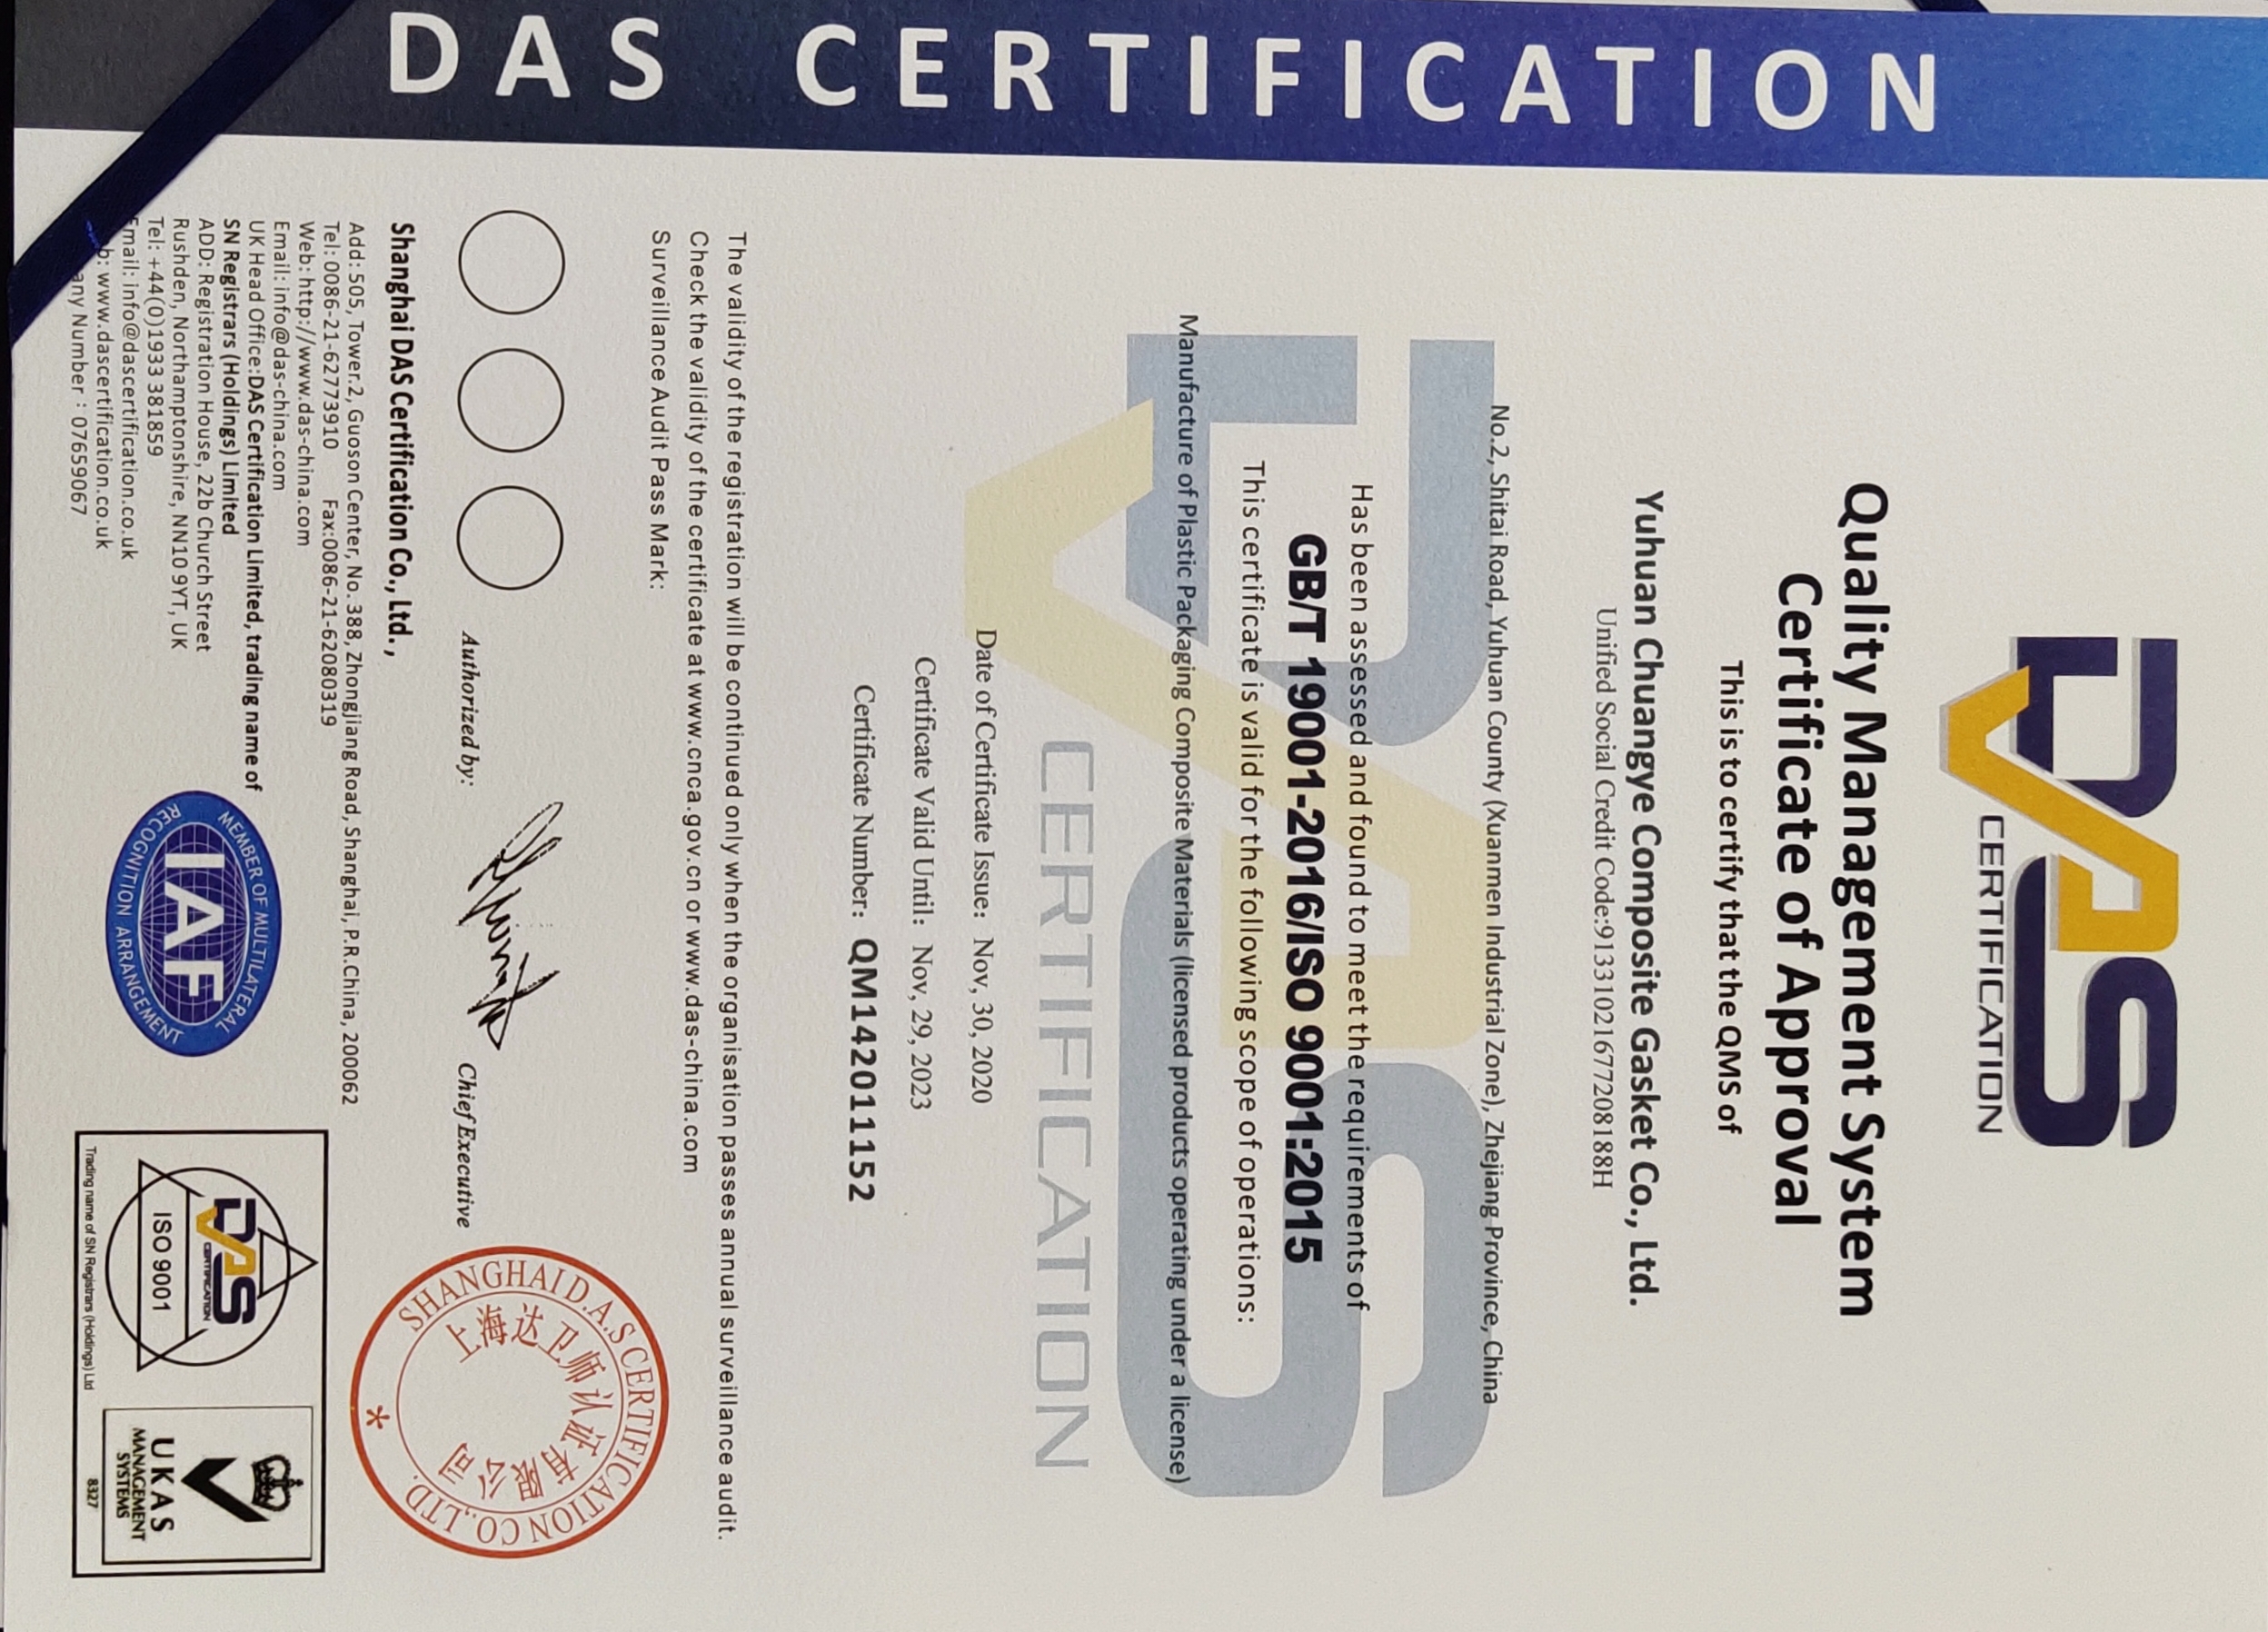 DAS CERTIFICATION
DAS
CERTIFICATION
Quality Management System
Certificate of Approval
This is to certify that the QMS of
Yuhuan Chuangye Composite Gasket Co., Ltd.
Unified Social Credit Code:91331021677208188H
No.2, Shitai Road, Yuhuan County (Xuanmen Industrial Zone), Zhejiang Province, China
Has been assessed and found to meet the requirements of
GB/T 19001-2016/ISO 9001:2015
This certificate is valid for the following scope of operations:
Manufacture of Plastic Packaging Composite Materials (licensed products operating under a license)
DAS
CERTIFICATION
Date of Certificate Issue: Nov, 30, 2020
Certificate Valid Until: Nov, 29, 2023
Certificate Number: QM142011152
The validity of the registration will be continued only when the organisation passes annual surveillance audit.
Check the validity of the certificate at www.cnca.gov.cn or www.das-china.com
Surveillance Audit Pass Mark:
Authorized by:
Chief Executive
SHANGHAI D.A.S CERTIFICATION CO.,LTD.
上海达卫师认证有限公司
Shanghai DAS Certification Co., Ltd.,
Add: 505, Tower.2, Guoson Center, No. 388, Zhongjiang Road, Shanghai, P.R.China, 200062
Tel: 0086-21-62773910 Fax:0086-21-62080319
Web: http://www.das-china.com
Email: info@das-china.com
UK Head Office:DAS Certification Limited, trading name of
SN Registrars (Holdings) Limited
ADD: Registration House, 22b Church Street
Rushden, Northamptonshire, NN10 9YT, UK
Tel: +44(0)1933 381859
Email: info@dascertification.co.uk
www.dascertification.co.uk
Number : 07659067
MEMBER OF MULTILATERAL
IAF
RECOGNITION ARRANGEMENT
DAS
CERTIFICATION
ISO 9001
Trading name of SN Registrars (Holdings) Ltd
UKAS
MANAGEMENT
SYSTEMS
8327